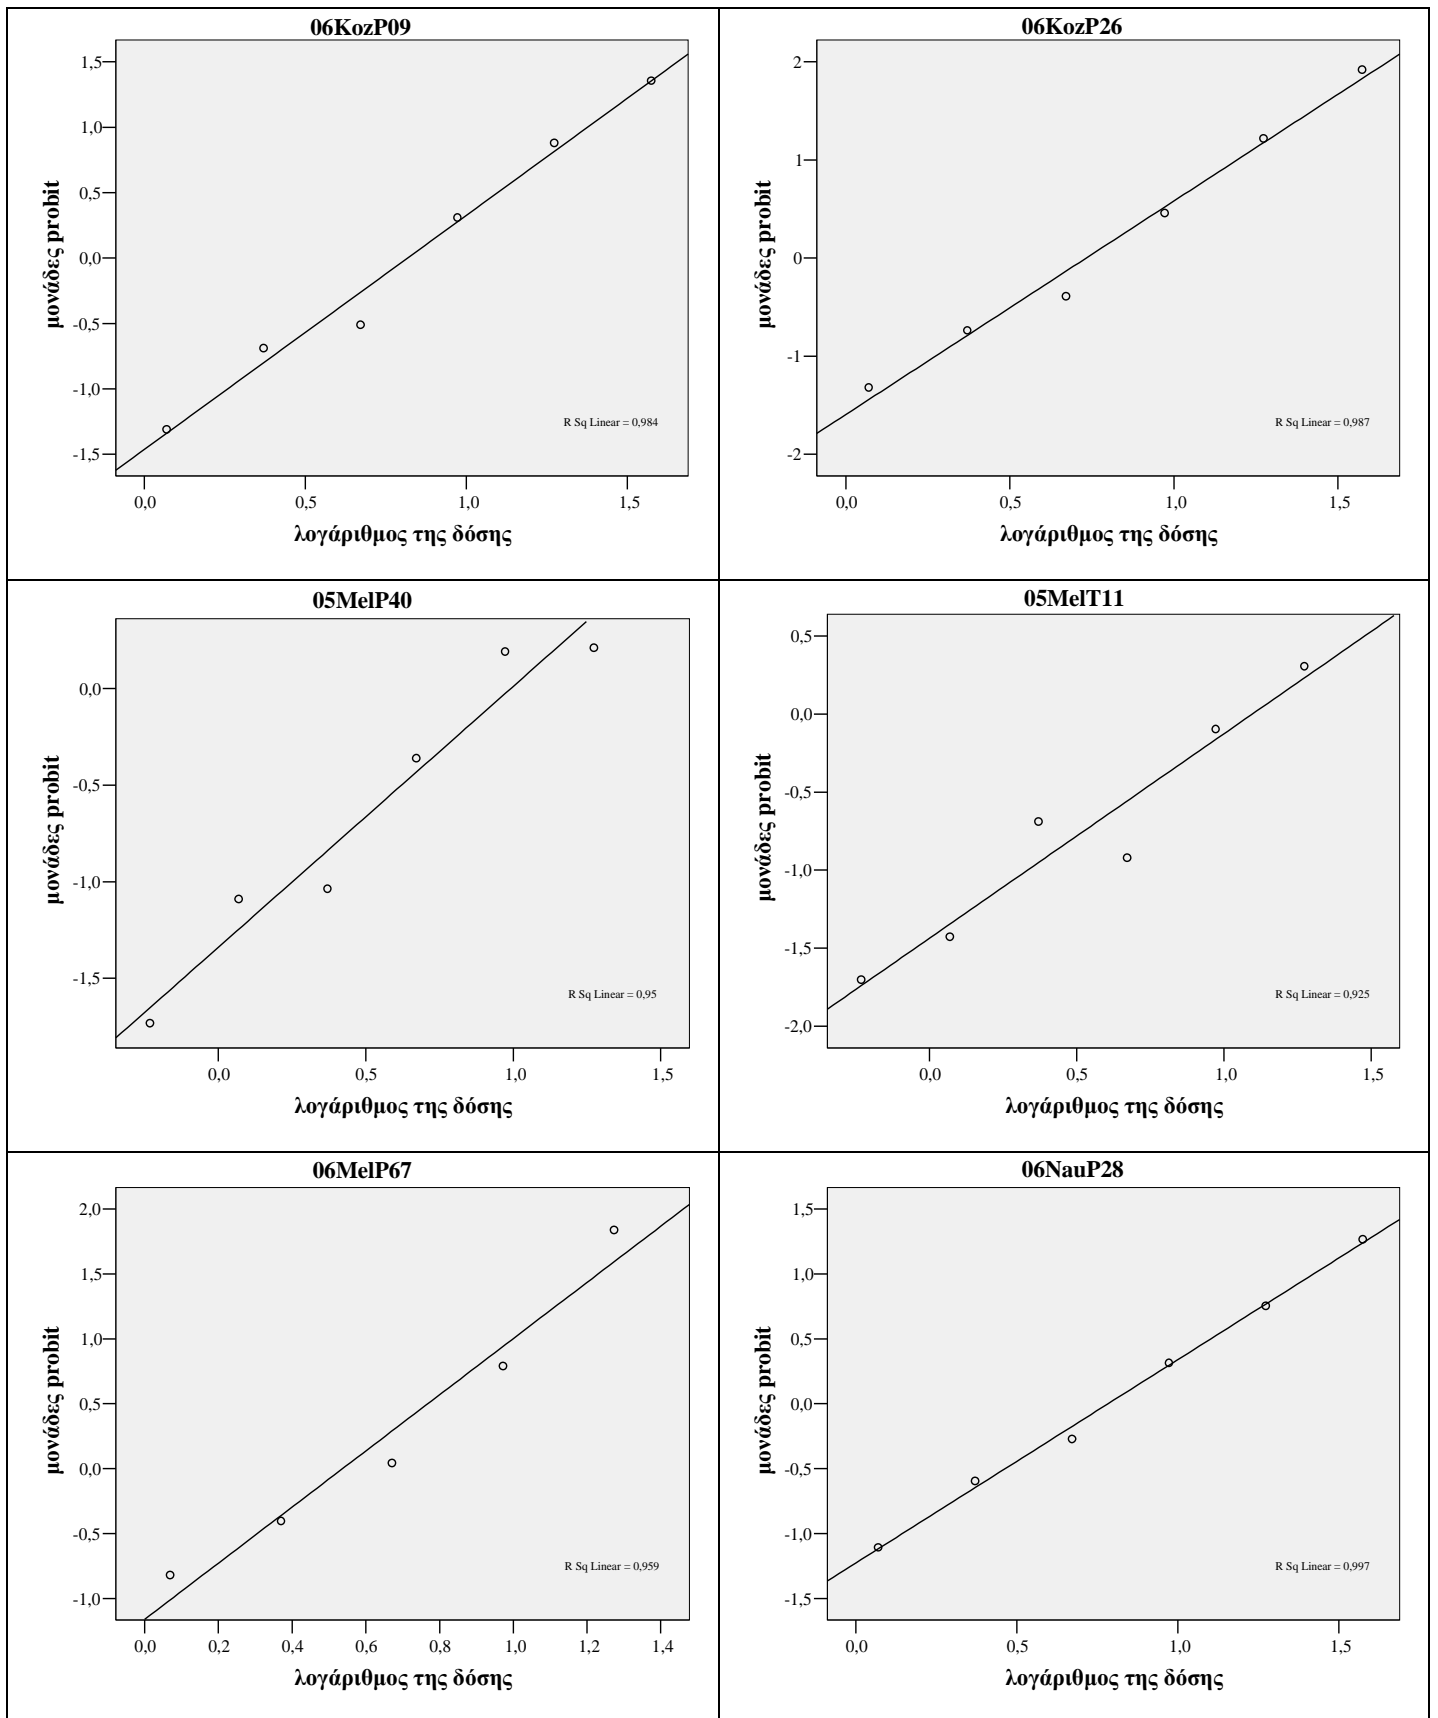 06KozP09
1,5
1,0
0,5
0,0
-0,5
-1,0
-1,5
μονάδες probit
R Sq Linear = 0,984
0,0 0,5 1,0 1,5
λογάριθμος της δόσης
06KozP26
2
1
0
-1
-2
μονάδες probit
R Sq Linear = 0,987
0,0 0,5 1,0 1,5
λογάριθμος της δόσης
05MelP40
0,0
-0,5
-1,0
-1,5
μονάδες probit
R Sq Linear = 0,95
0,0 0,5 1,0 1,5
λογάριθμος της δόσης
05MelT11
0,5
0,0
-0,5
-1,0
-1,5
-2,0
μονάδες probit
R Sq Linear = 0,925
0,0 0,5 1,0 1,5
λογάριθμος της δόσης
06MelP67
2,0
1,5
1,0
0,5
0,0
-0,5
-1,0
μονάδες probit
R Sq Linear = 0,959
0,0 0,2 0,4 0,6 0,8 1,0 1,2 1,4
λογάριθμος της δόσης
06NauP28
1,5
1,0
0,5
0,0
-0,5
-1,0
-1,5
μονάδες probit
R Sq Linear = 0,997
0,0 0,5 1,0 1,5
λογάριθμος της δόσης